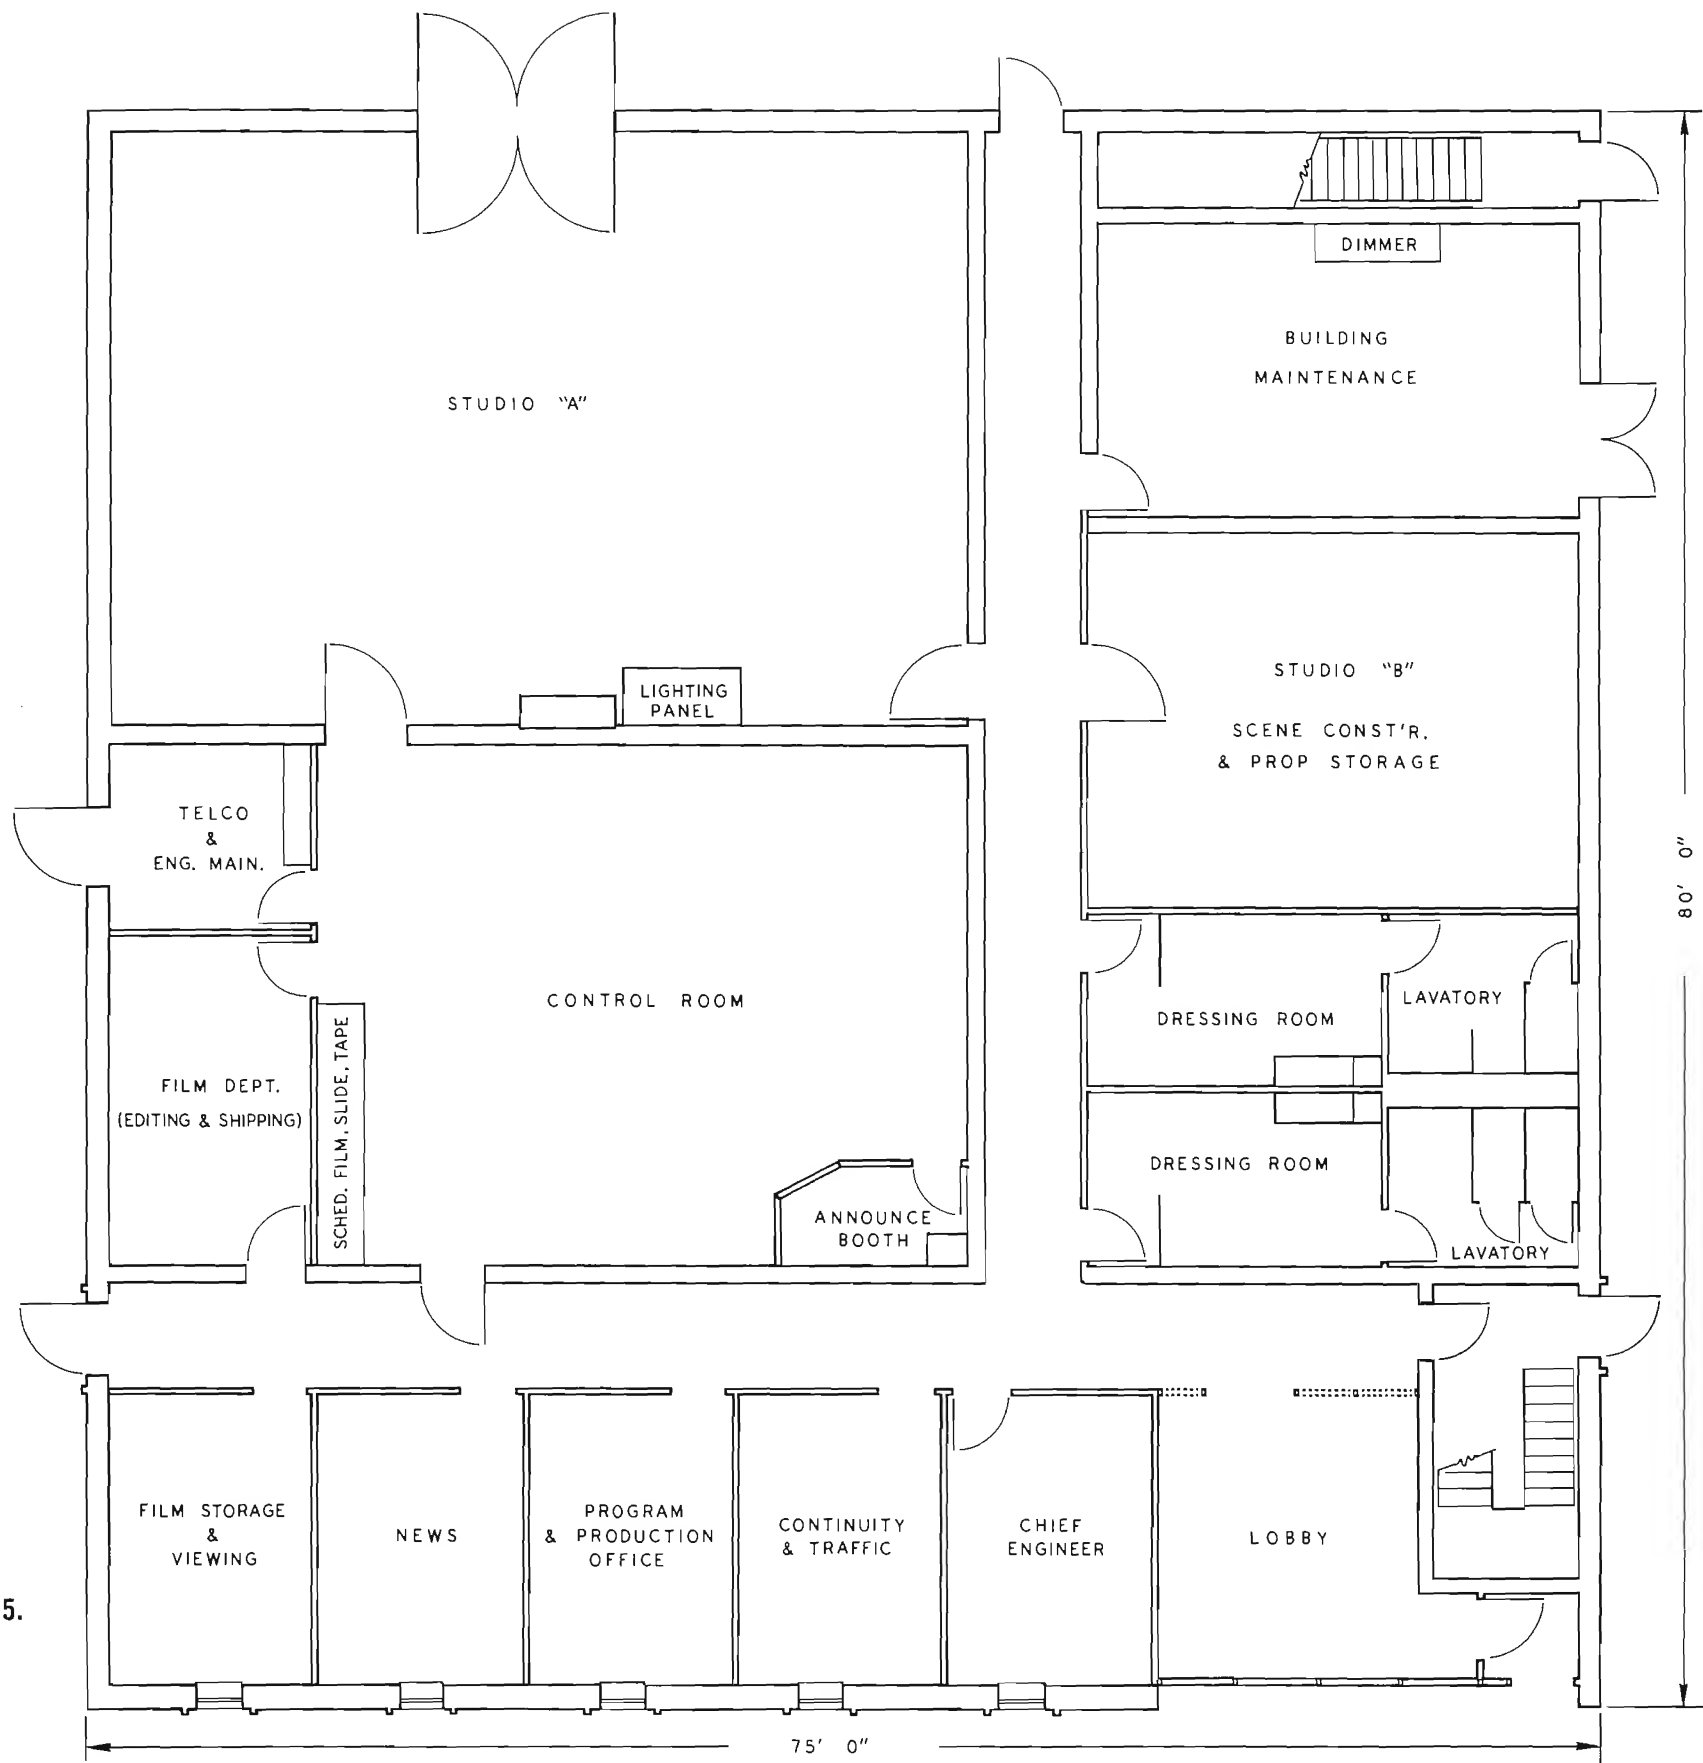 DIMMER
BUILDING
MAINTENANCE
STUDIO "A"
STUDIO "B"
SCENE CONST'R.
& PROP STORAGE
LIGHTING
PANEL
TELCO
&
ENG. MAIN.
80' 0"
CONTROL ROOM
LAVATORY
DRESSING ROOM
FILM DEPT.
(EDITING & SHIPPING)
SCHED. FILM, SLIDE, TAPE
DRESSING ROOM
ANNOUNCE
BOOTH
LAVATORY
FILM STORAGE
&
VIEWING
NEWS
PROGRAM
& PRODUCTION
OFFICE
CONTINUITY
& TRAFFIC
CHIEF
ENGINEER
LOBBY
5.
75' 0"